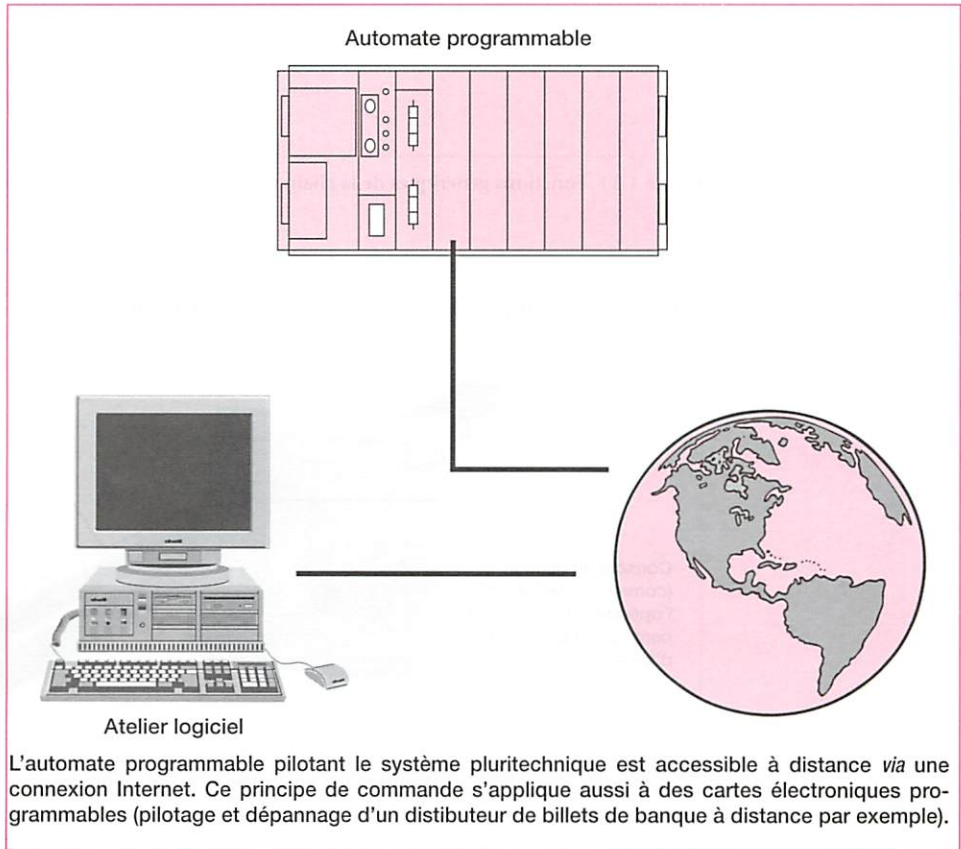 Automate programmable
Atelier logiciel
L'automate programmable pilotant le système pluritechnique est accessible à distance via une
connexion Internet. Ce principe de commande s'applique aussi à des cartes électroniques pro-
grammables (pilotage et dépannage d'un distibuteur de billets de banque à distance par exemple).